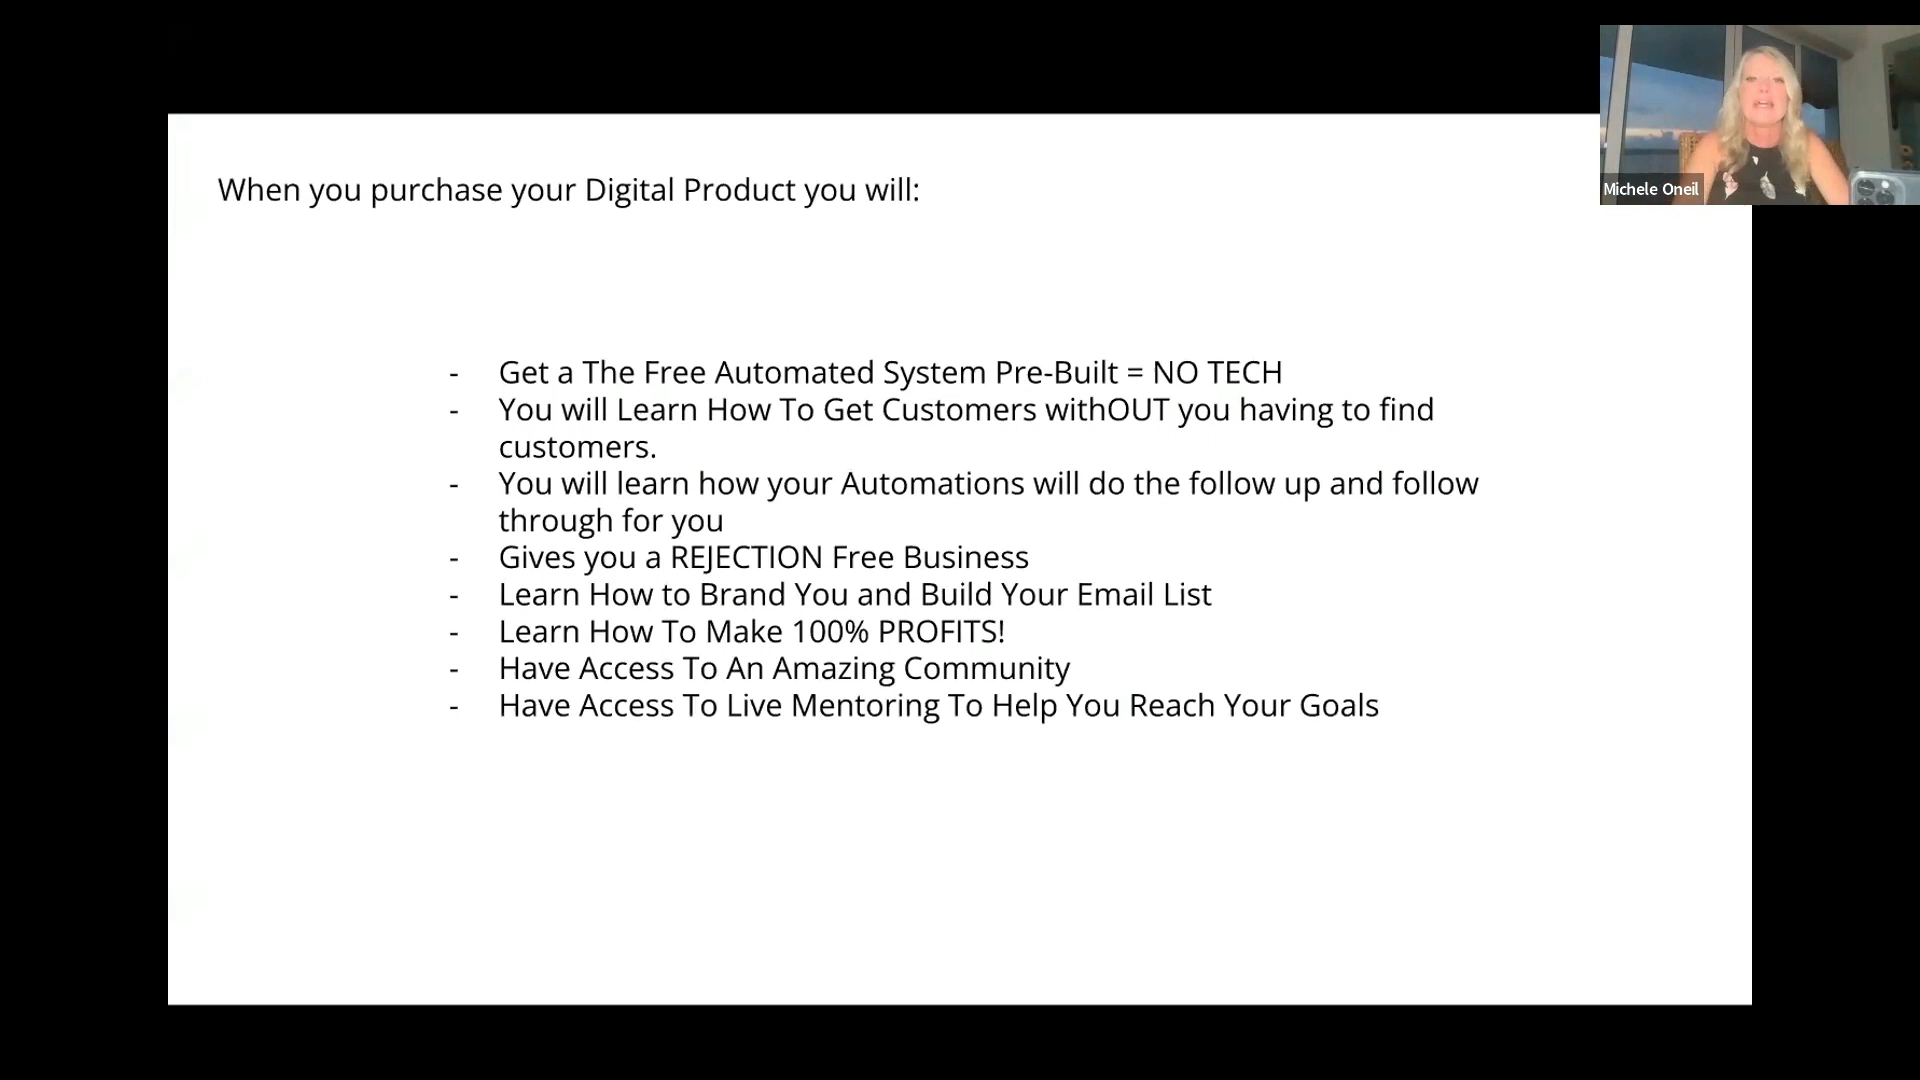 When you purchase your Digital Product you will:
Michele Oneil
- Get a The Free Automated System Pre-Built = NO TECH
- You will Learn How To Get Customers withOUT you having to find
customers.
- You will learn how your Automations will do the follow up and follow
through for you
- Gives you a REJECTION Free Business
- Learn How to Brand You and Build Your Email List
- Learn How To Make 100% PROFITS!
- Have Access To An Amazing Community
- Have Access To Live Mentoring To Help You Reach Your Goals